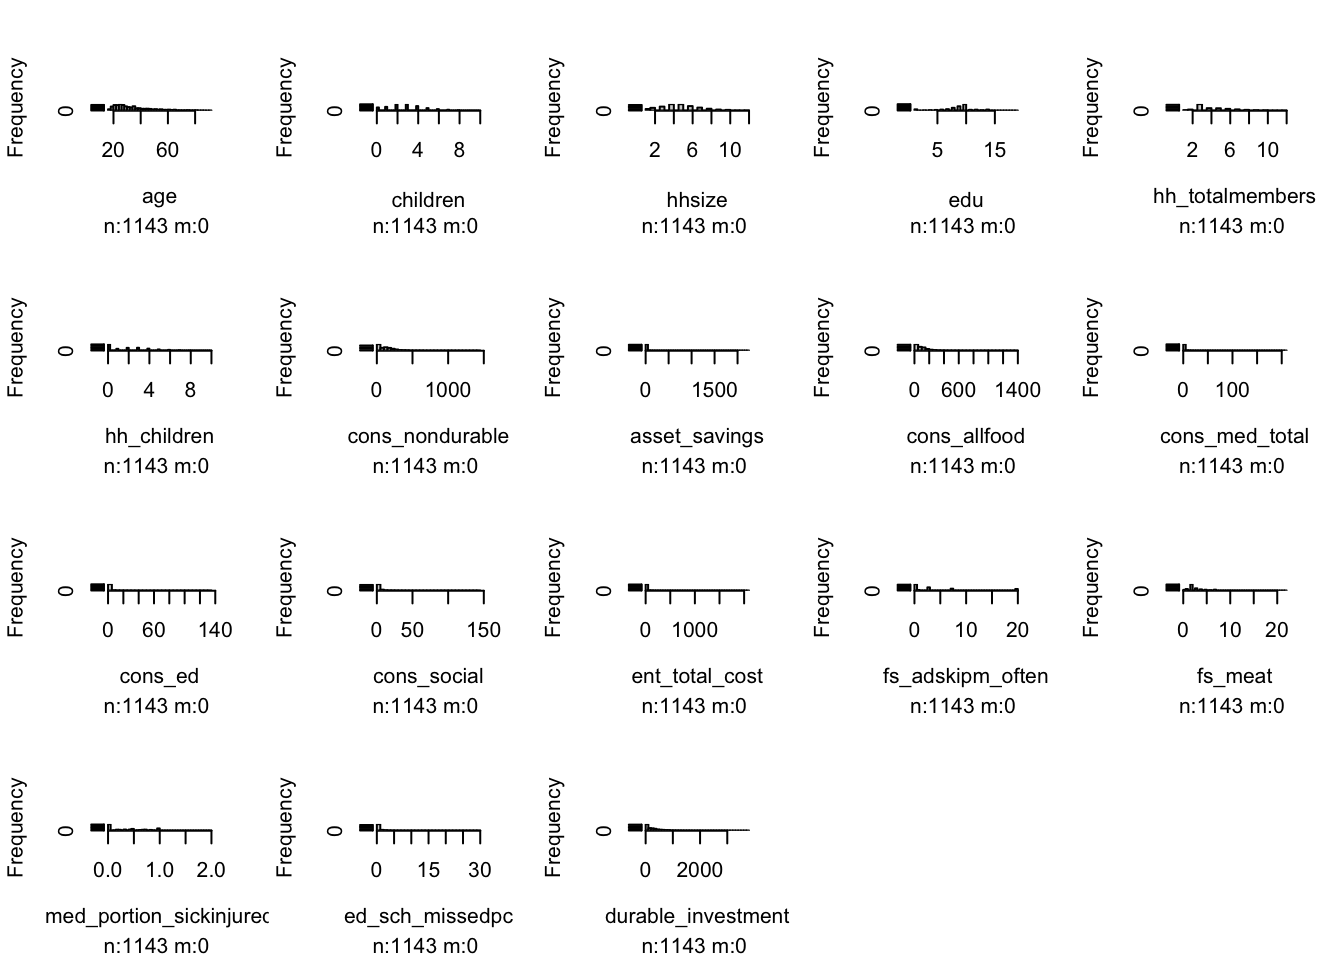 Frequency Frequency Frequency Frequency Frequency
0 0 0 0 0
20 60 0 4 8 2 6 10 5 15 2 6 10
age children hhsize edu hh_totalmembers
n:1143 m:0 n:1143 m:0 n:1143 m:0 n:1143 m:0 n:1143 m:0
Frequency Frequency Frequency Frequency Frequency
0 0 0 0 0
0 4 8 0 1000 0 1500 0 600 1400 0 100
hh_children cons_nondurable asset_savings cons_allfood cons_med_total
n:1143 m:0 n:1143 m:0 n:1143 m:0 n:1143 m:0 n:1143 m:0
Frequency Frequency Frequency Frequency Frequency
0 0 0 0 0
0 60 140 0 50 150 0 1000 0 10 20 0 10 20
cons_ed cons_social ent_total_cost fs_adskipm_often fs_meat
n:1143 m:0 n:1143 m:0 n:1143 m:0 n:1143 m:0 n:1143 m:0
Frequency Frequency Frequency
0 0 0
0.0 1.0 2.0 0 15 30 0 2000
med_portion_sickinjured ed_sch_missedpc durable_investment
n:1143 m:0 n:1143 m:0 n:1143 m:0